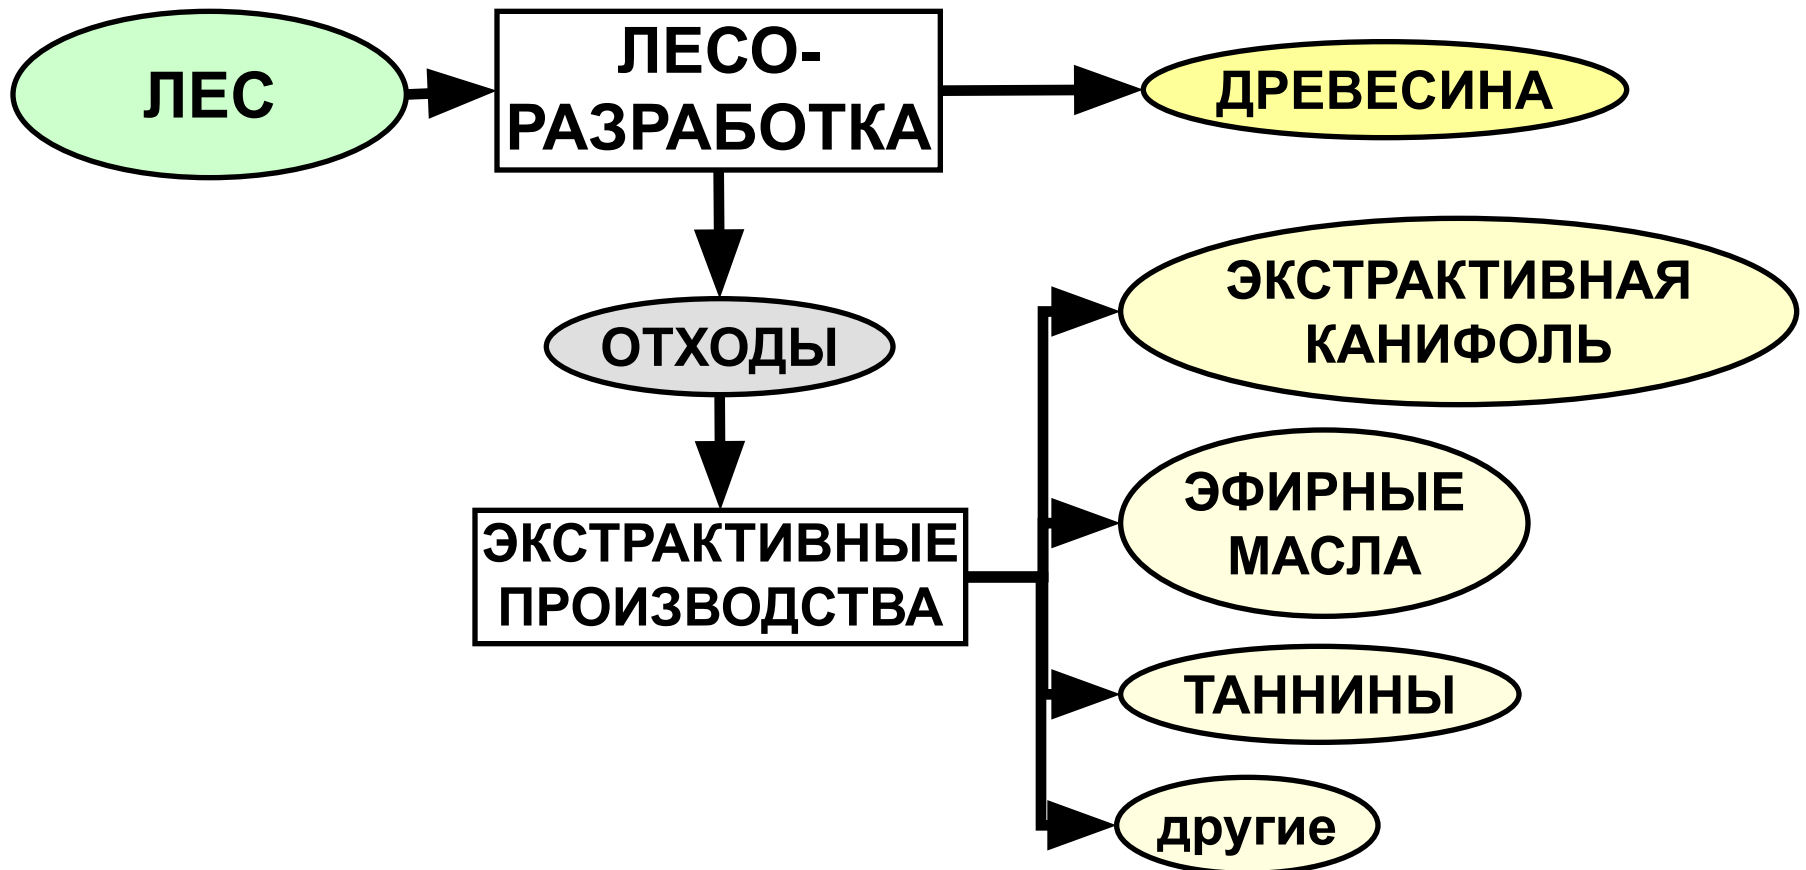 ЛЕС
ЛЕСО-
РАЗРАБОТКА
ДРЕВЕСИНА
ОТХОДЫ
ЭКСТРАКТИВНЫЕ
ПРОИЗВОДСТВА
ЭКСТРАКТИВНАЯ
КАНИФОЛЬ
ЭФИРНЫЕ
МАСЛА
ТАННИНЫ
другие